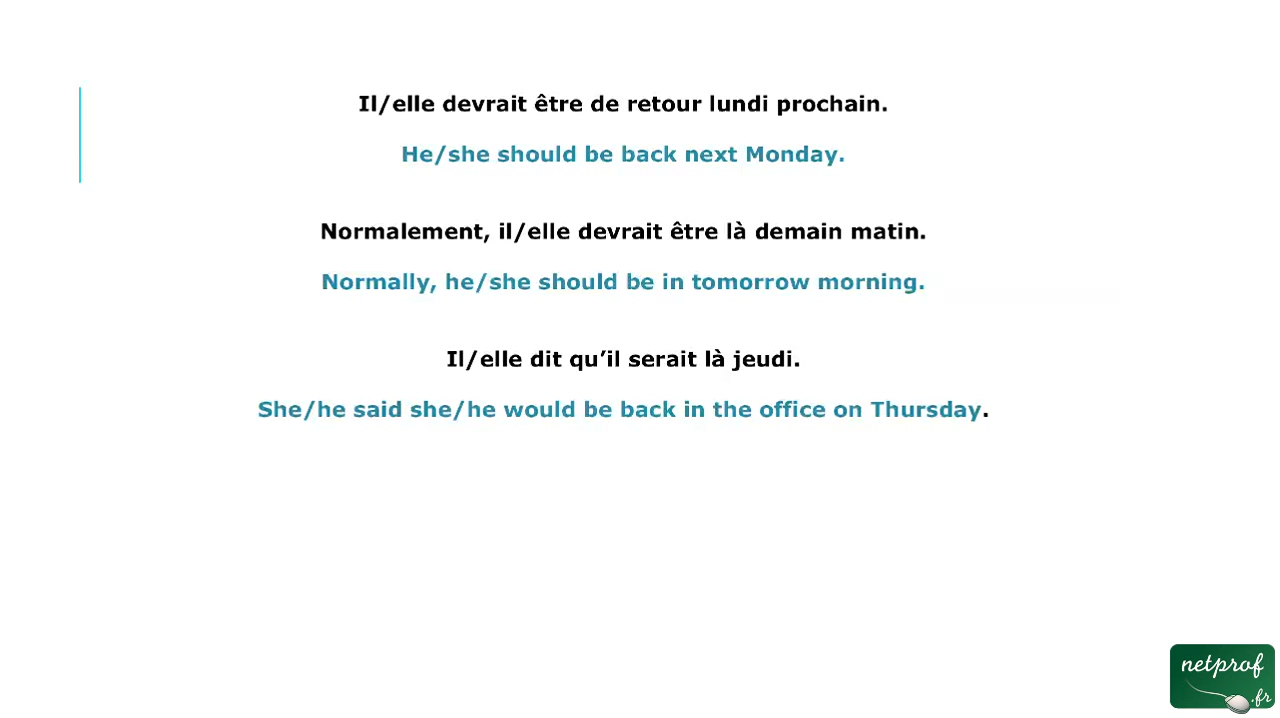 Il/elle devrait être de retour lundi prochain.
He/she should be back next Monday.
Normalement, il/elle devrait être là demain matin.
Normally, he/she should be in tomorrow morning.
Il/elle dit qu’il serait là jeudi.
She/he said she/he would be back in the office on Thursday.
netprof
.fr